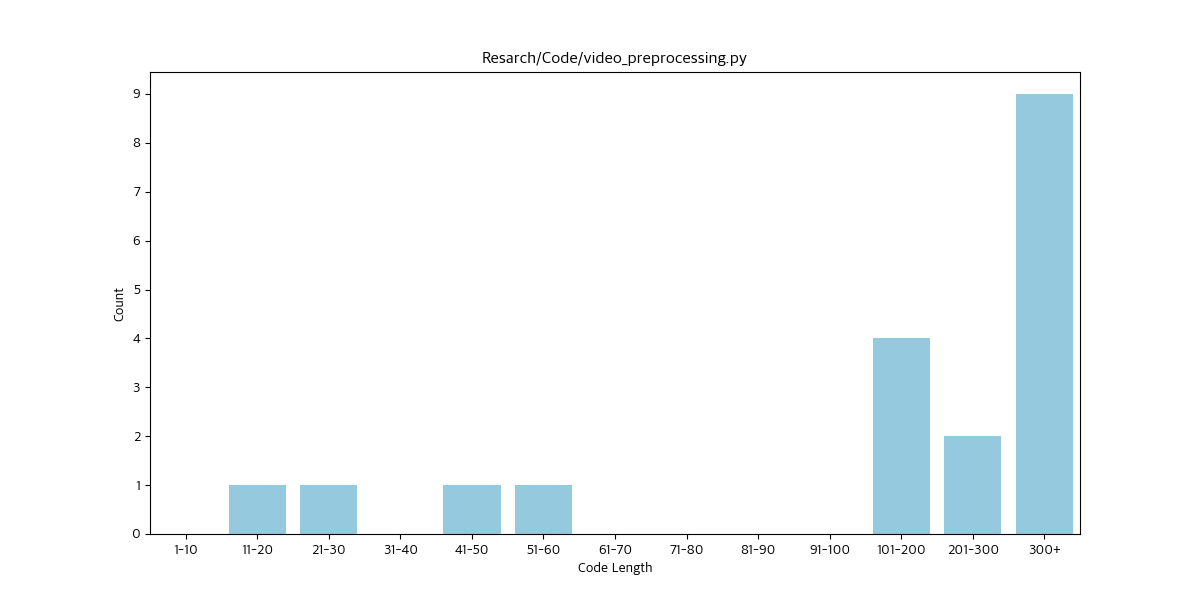 Resarch/Code/video_preprocessing.py
9
8
7
6
5
4
3
2
1
0
Count
1-10 11-20 21-30 31-40 41-50 51-60 61-70 71-80 81-90 91-100 101-200 201-300 300+
Code Length